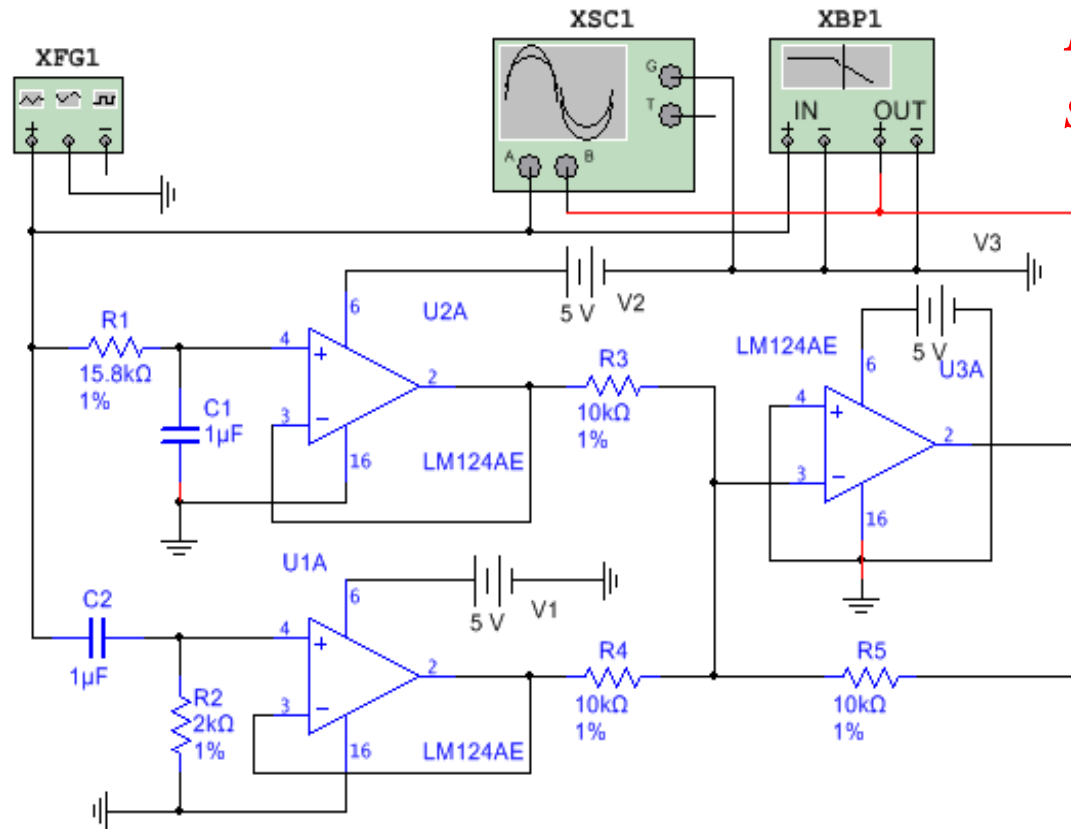 XSC1 XBP1
XFG1
G
T
IN OUT
A B
V3
V2
5 V
6
U2A
R1
15.8kΩ
1%
4
3
2
C1
1µF
16
LM124AE
R3
10kΩ
1%
LM124AE
5 V
6
U3A
4
3
2
16
U1A
6
5 V
V1
C2
1µF
4
3
2
R2
2kΩ
1%
16
LM124AE
R4
10kΩ
1%
R5
10kΩ
1%